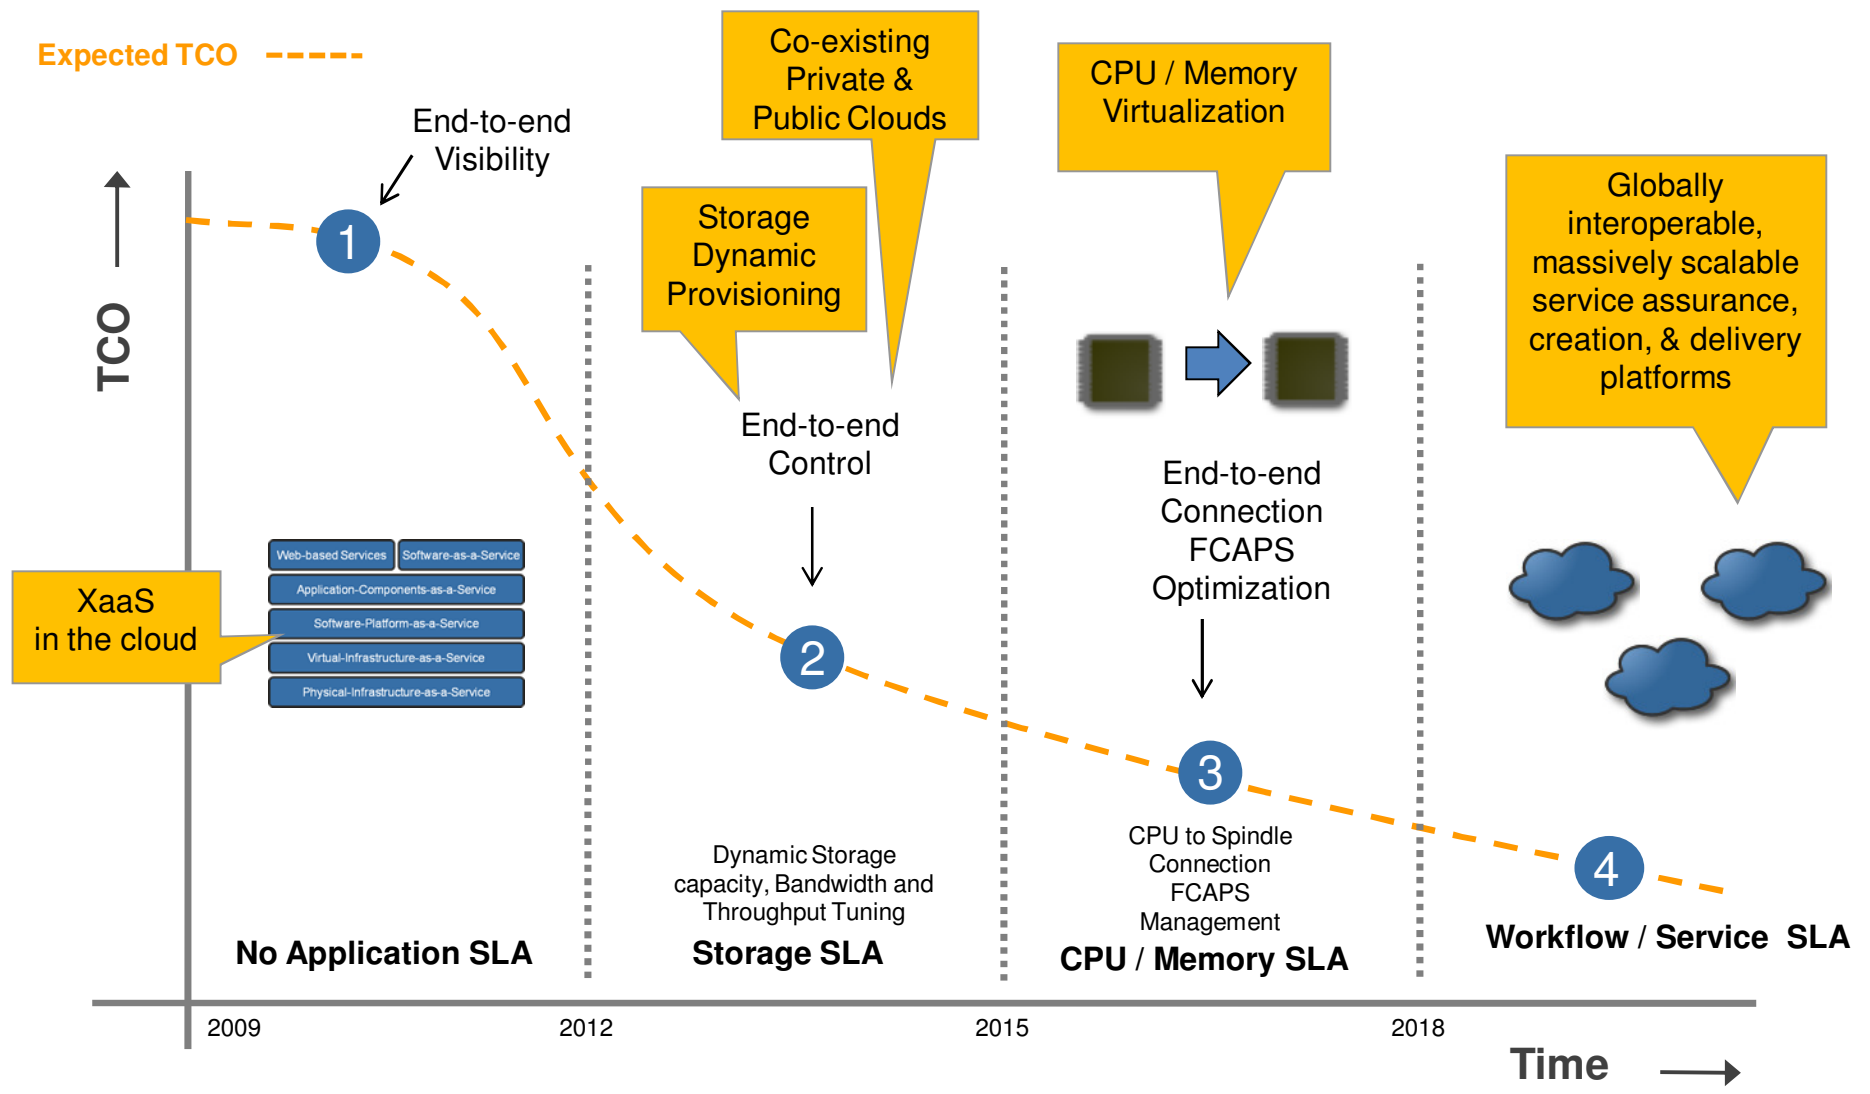 Expected TCO
Co-existing
Private &
Public Clouds
CPU / Memory
Virtualization
End-to-end
Visibility
Globally
interoperable,
massively scalable
service assurance,
creation, & delivery
platforms
Storage
Dynamic
Provisioning
1
TCO
End-to-end
Control
End-to-end
Connection
FCAPS
Optimization
XaaS
in the cloud
Web-based Services
Software-as-a-Service
Application-Components-as-a-Service
Software-Platform-as-a-Service
Virtual-Infrastructure-as-a-Service
Physical-Infrastructure-as-a-Service
2
3
4
Dynamic Storage
capacity, Bandwidth and
Throughput Tuning
CPU to Spindle
Connection
FCAPS
Management
No Application SLA
Storage SLA
CPU / Memory SLA
Workflow / Service SLA
2009
2012
2015
2018
Time